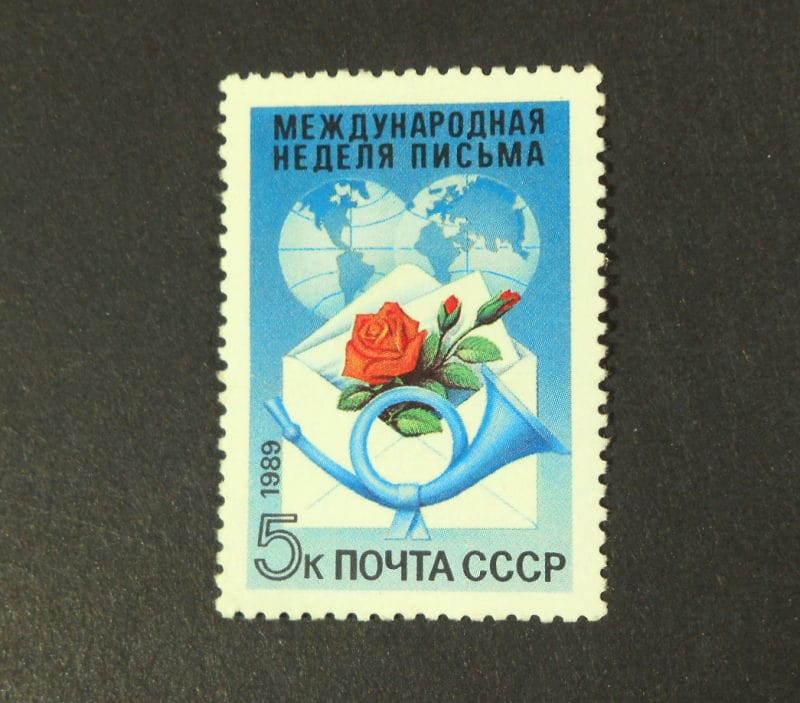 МЕЖДУНАРОДНАЯ
НЕДЕЛЯ ПИСЬМА
1989
5к ПОЧТА СССР